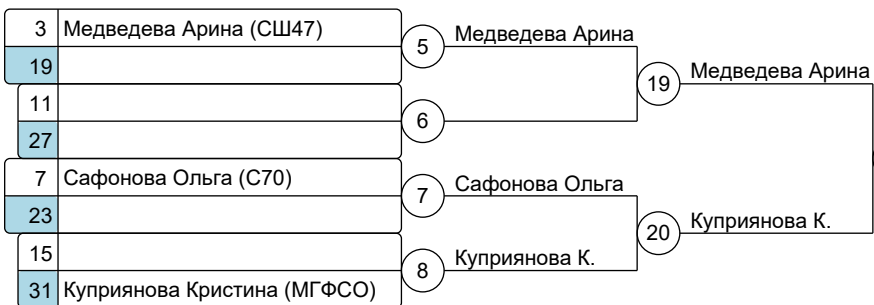 3 Медведева Арина (СШ47)
5 Медведева Арина
19
19 Медведева Арина
11
6
27
7 Сафонова Ольга (С70)
7 Сафонова Ольга
23
20 Куприянова К.
15
8 Куприянова К.
31 Куприянова Кристина (МГФСО)